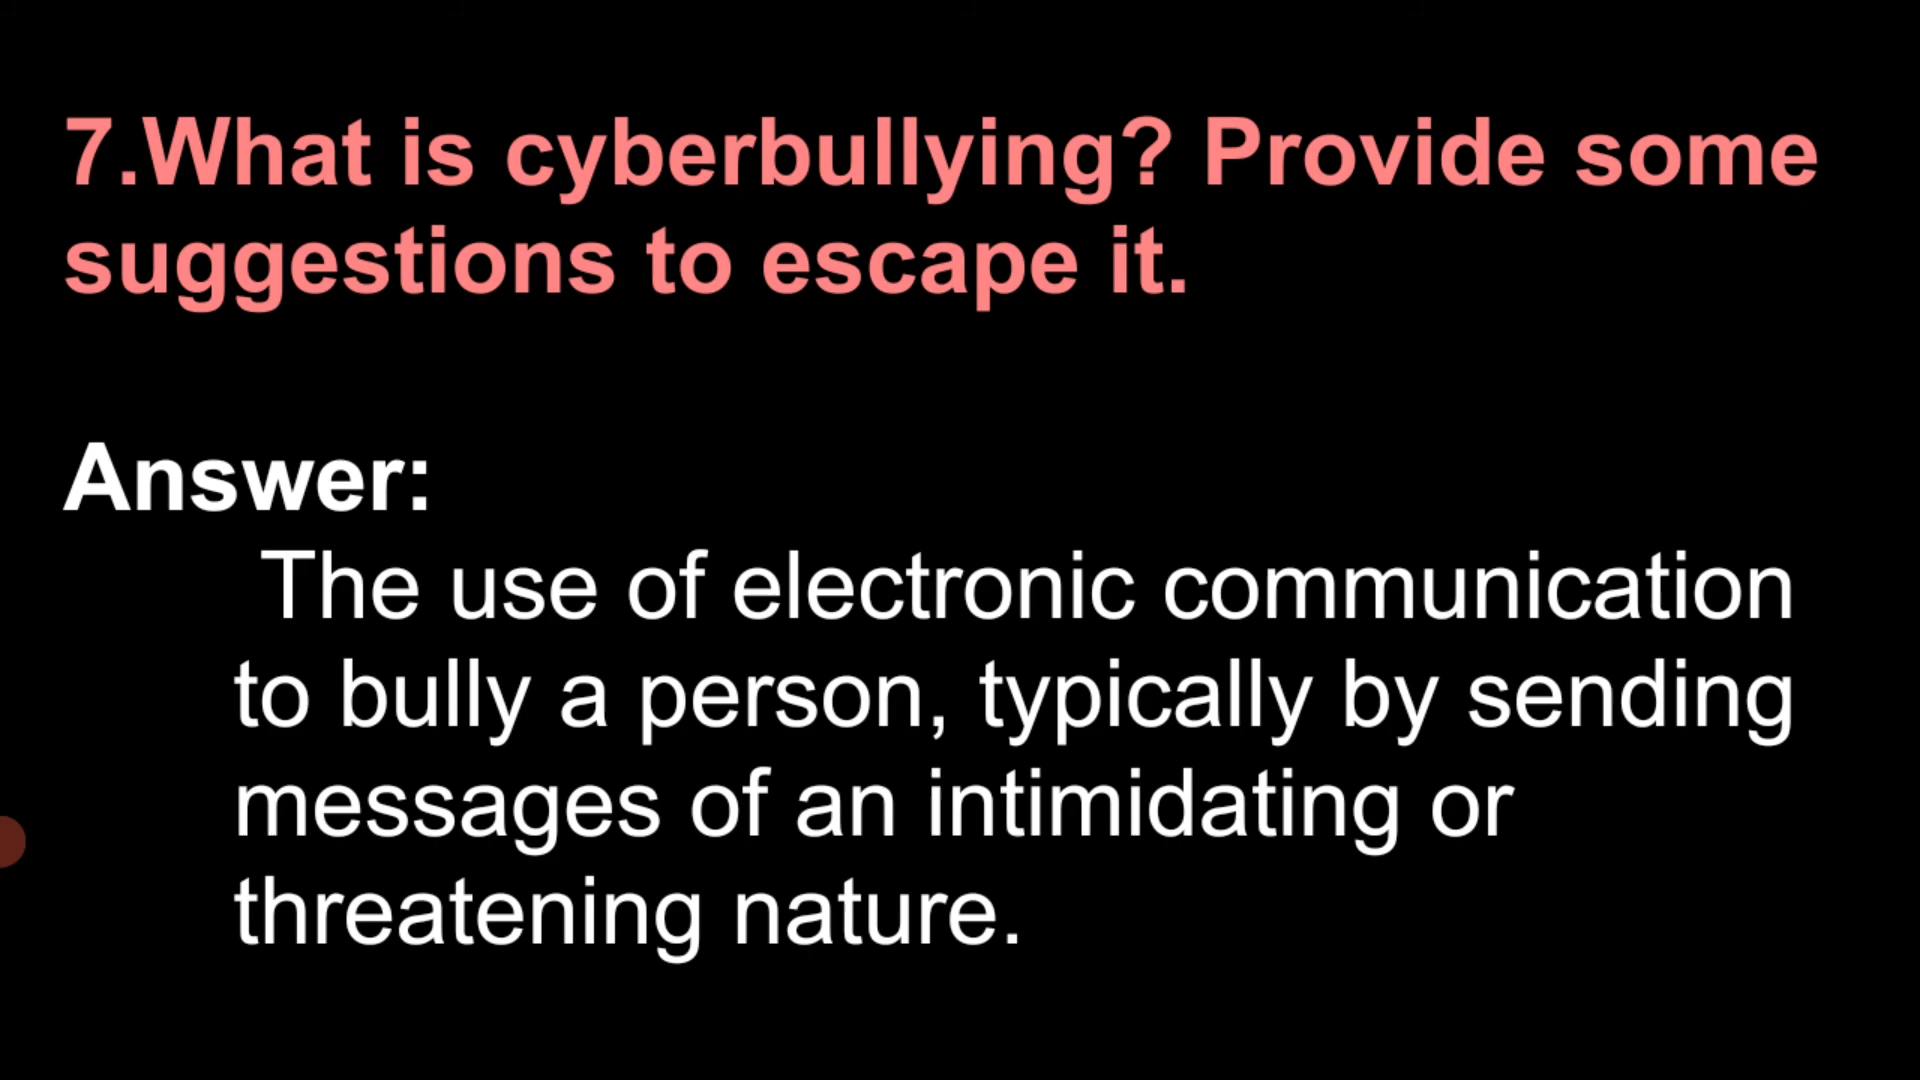 7.What is cyberbullying? Provide some
suggestions to escape it.
Answer:
The use of electronic communication
to bully a person, typically by sending
messages of an intimidating or
threatening nature.